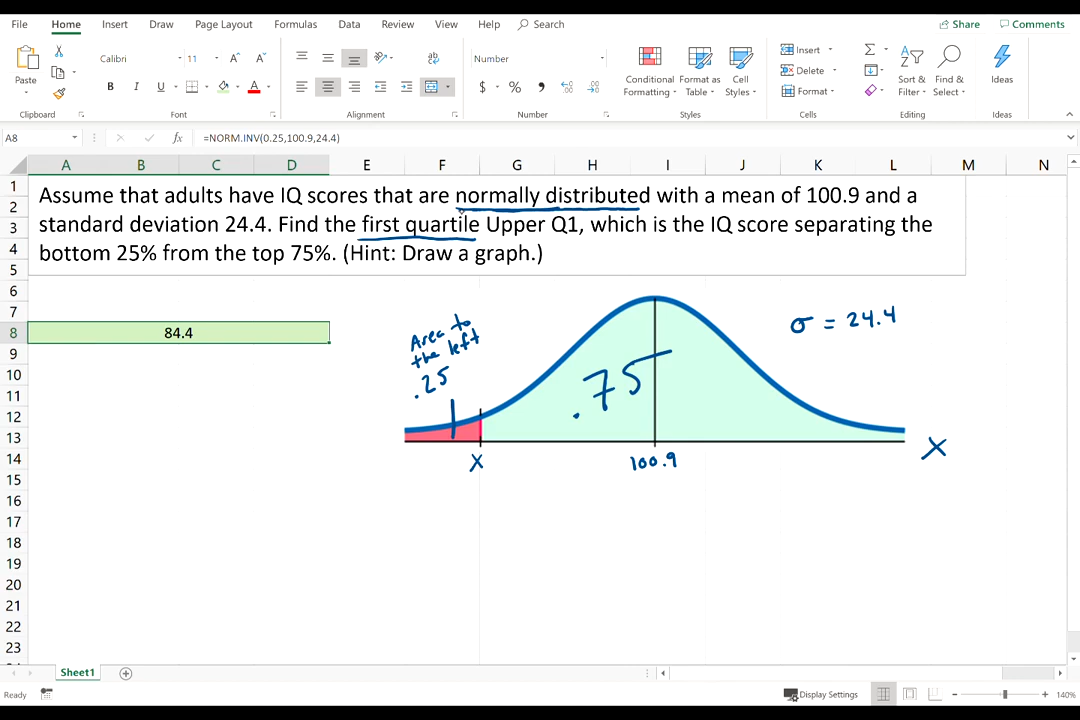 File Home Insert Draw Page Layout Formulas Data Review View Help Search Share Comments
Calibri 11 A A ab Number Insert Σ
Paste Conditional Format as Cell Delete Sort & Find & Ideas
B I U A $ % Formatting Table Styles Format Filter Select
Clipboard Font Alignment Number Styles Cells Editing Ideas
A8 fx =NORM.INV(0.25,100.9,24.4)
A B C D E F G H I J K L M N
1
Assume that adults have IQ scores that are normally distributed with a mean of 100.9 and a
2
3
standard deviation 24.4. Find the first quartile Upper Q1, which is the IQ score separating the
4
bottom 25% from the top 75%. (Hint: Draw a graph.)
5
6
7
8 84.4
Area to
the left
.25
σ = 24.4
.75
9
10
11
12
13
14
X 100.9 X
15
16
17
18
19
20
21
22
23
Sheet1
Ready Display Settings 140%